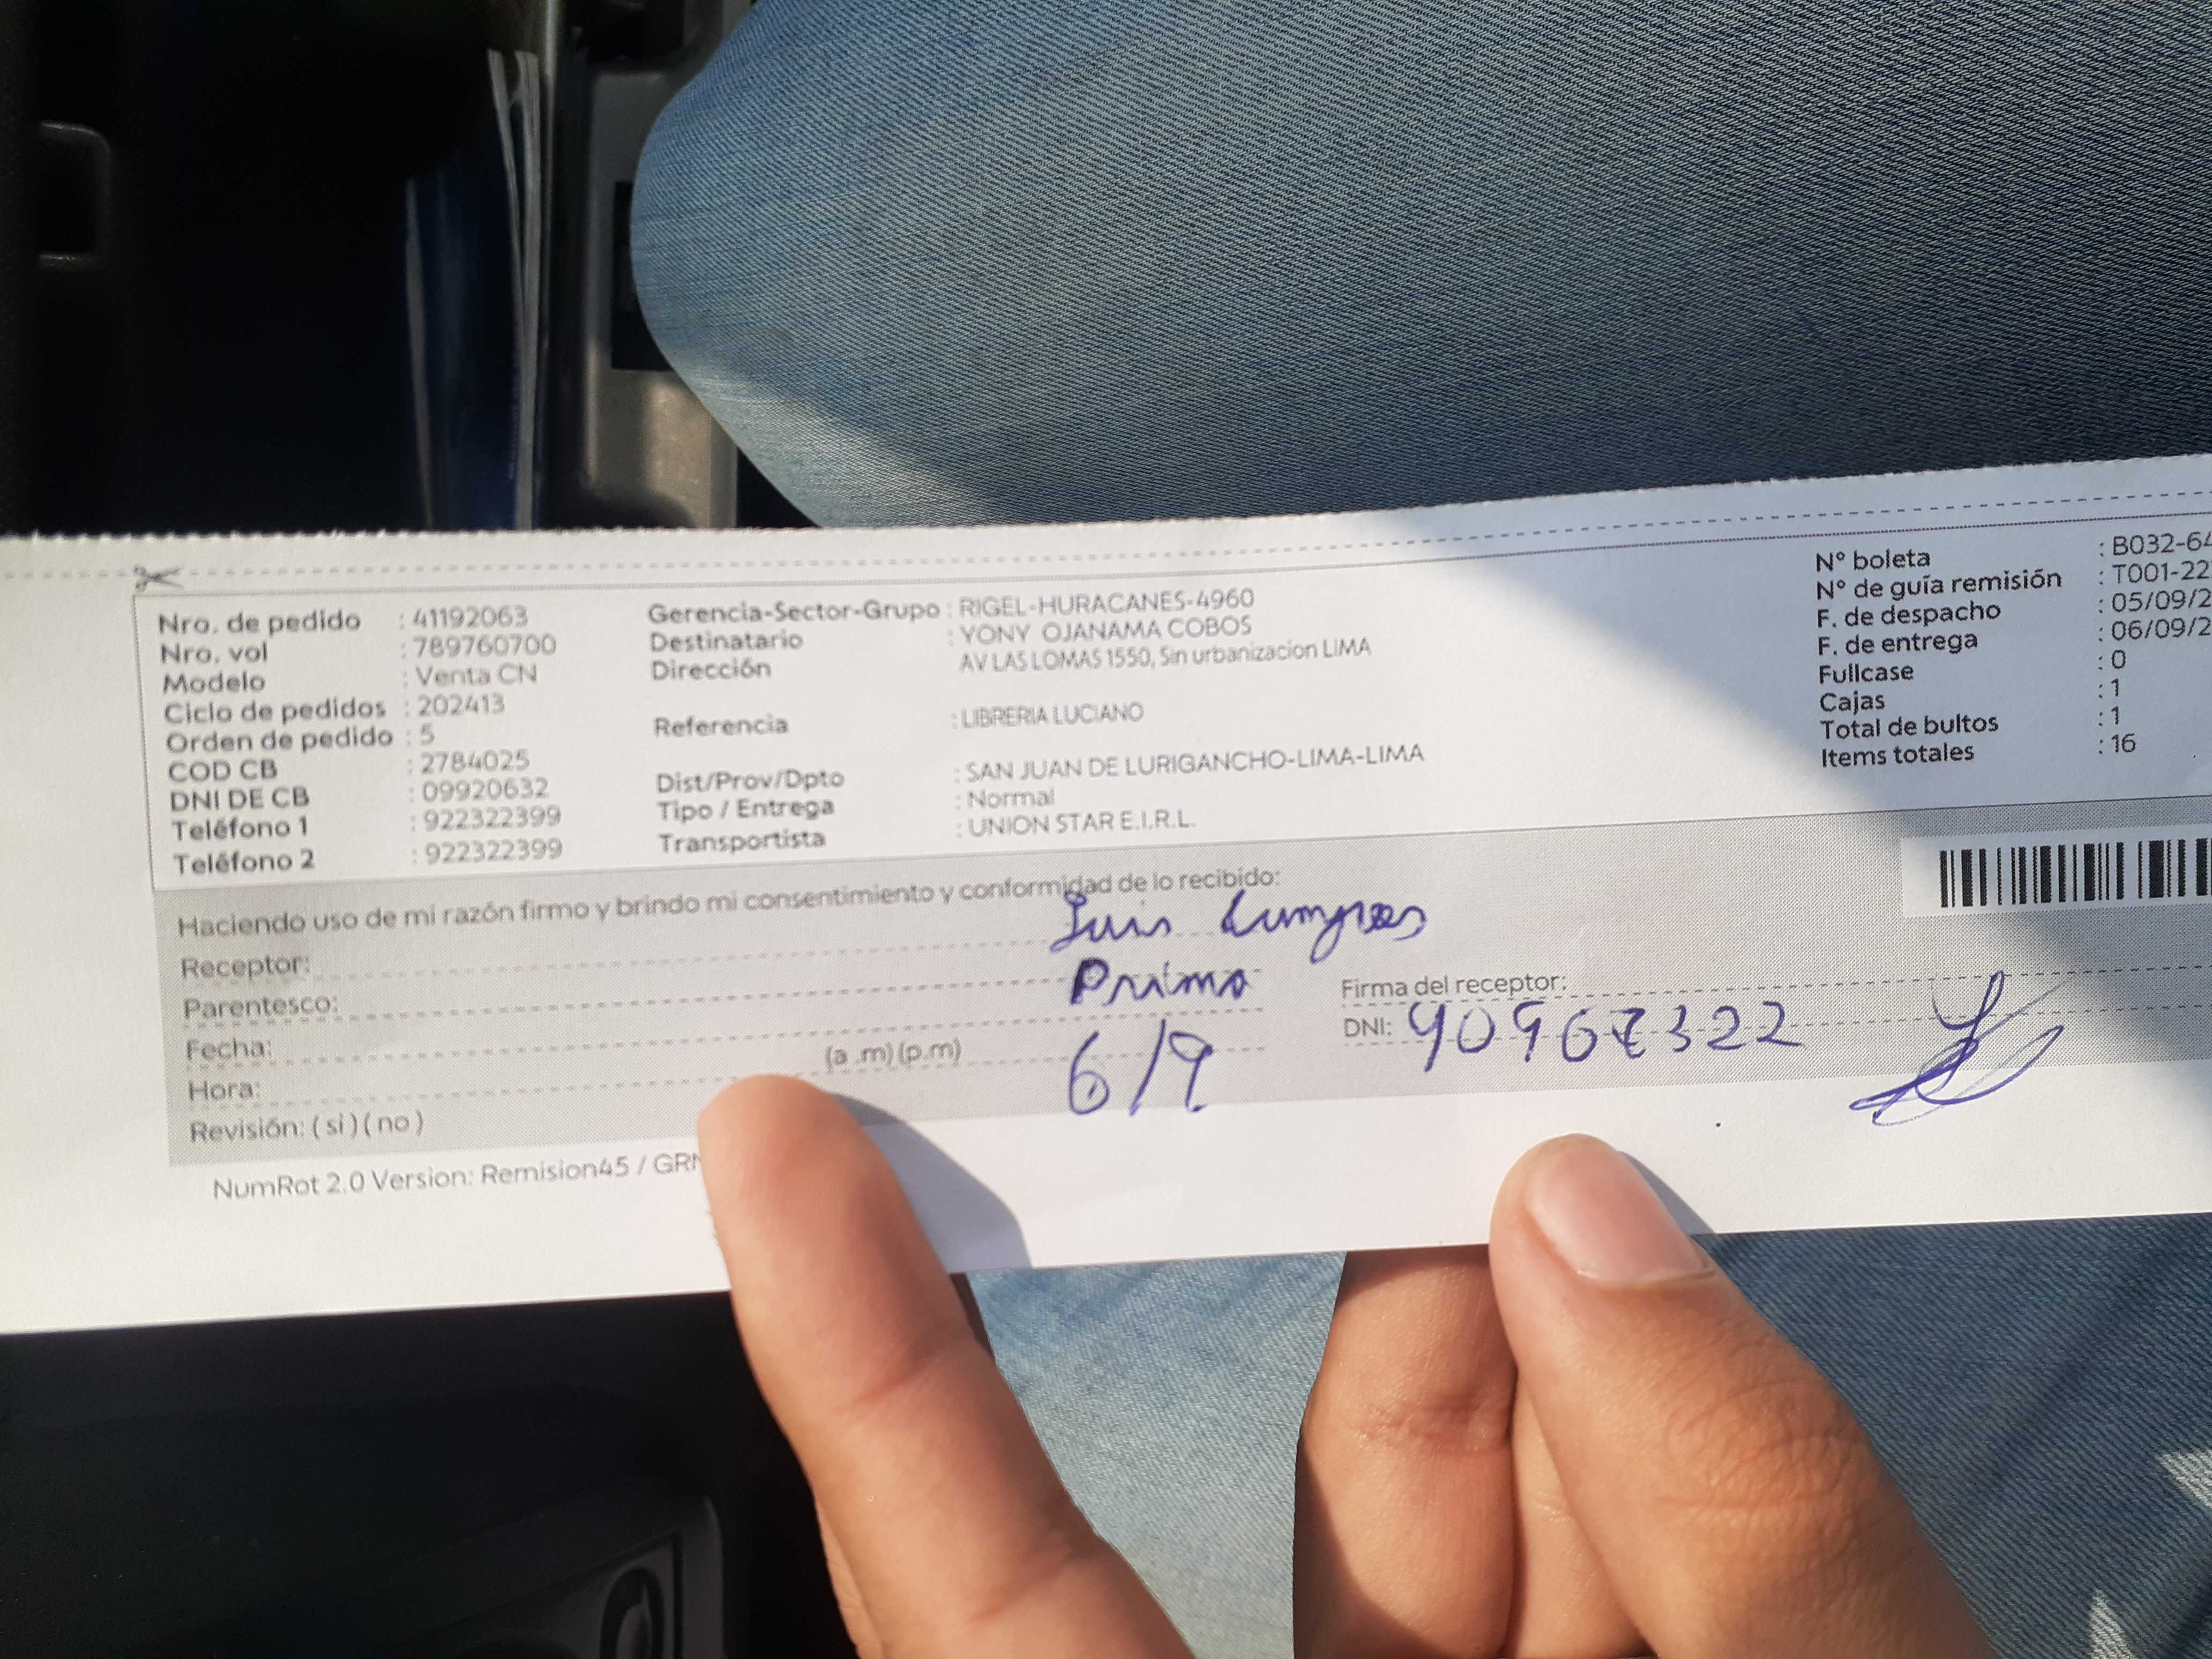 Nro. de pedido : 41192063
Nro. vol : 789760700
Modelo : Venta CN
Ciclo de pedidos : 202413
Orden de pedido : 5
COD CB : 2784025
DNI DE CB : 09920632
Teléfono 1 : 922322399
Teléfono 2 : 922322399
Gerencia-Sector-Grupo : RIGEL-HURACANES-4960
Destinatario : YONY OJANAMA COBOS
Dirección AV LAS LOMAS 1550, Sin urbanizacion LIMA
Referencia : LIBRERIA LUCIANO
Dist/Prov/Dpto : SAN JUAN DE LURIGANCHO-LIMA-LIMA
Tipo / Entrega : Normal
Transportista : UNION STAR E.I.R.L.
N° boleta : B032-64
N° de guía remisión : T001-22
F. de despacho : 05/09/2
F. de entrega : 06/09/2
Fullcase : 0
Cajas : 1
Total de bultos : 1
Items totales : 16
Haciendo uso de mi razón firmo y brindo mi consentimiento y conformidad de lo recibido:
Receptor: Luis
Parentesco: Primo
Firma del receptor:
Fecha: 6/9
DNI:
Hora: (a .m) (p.m)
Revisión: ( si ) ( no )
NumRot 2.0 Version: Remision45 / GRN